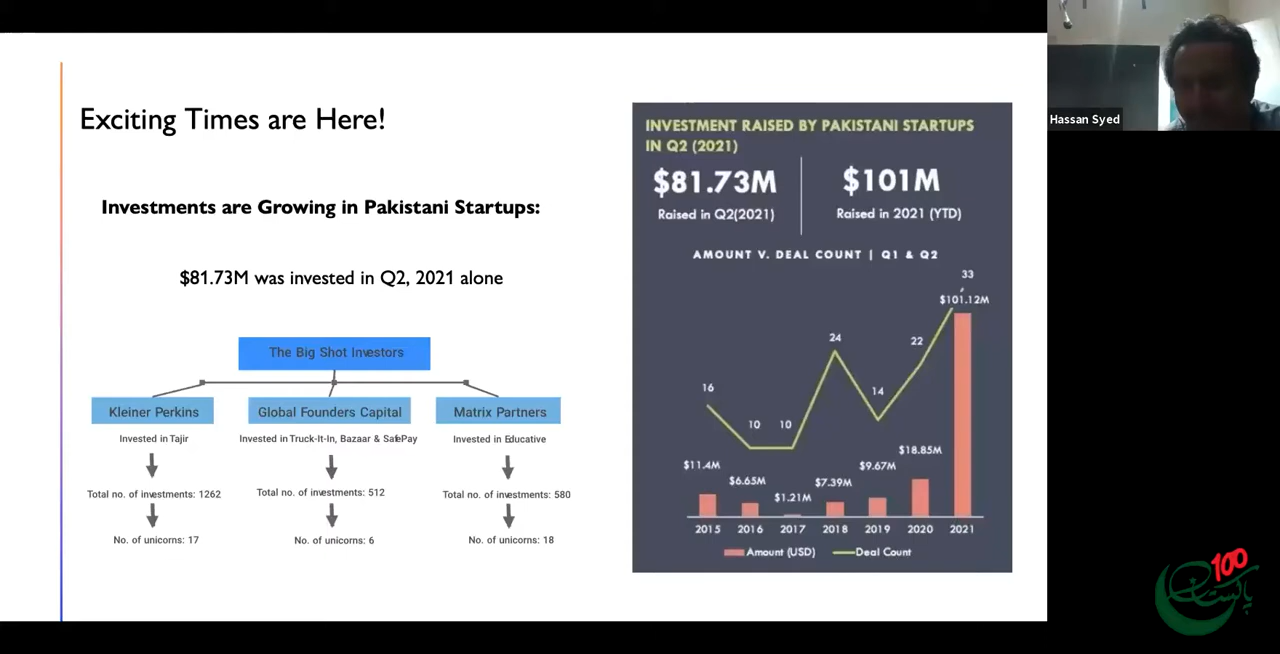 Exciting Times are Here!
Investments are Growing in Pakistani Startups:
$81.73M was invested in Q2, 2021 alone
The Big Shot Investors
Kleiner Perkins
Global Founders Capital
Matrix Partners
Invested in Tajir
Invested in Truck-It-In, Bazaar & SafePay
Invested in Educative
Total no. of investments: 1262
Total no. of investments: 512
Total no. of investments: 580
No. of unicorns: 17
No. of unicorns: 6
No. of unicorns: 18
INVESTMENT RAISED BY PAKISTANI STARTUPS
IN Q2 (2021)
$81.73M
Raised in Q2(2021)
$101M
Raised in 2021 (YTD)
AMOUNT V. DEAL COUNT | Q1 & Q2
33
$101.12M
24
22
16
14
10
10
$18.85M
$11.4M
$9.67M
$6.65M
$7.39M
$1.21M
2015 2016 2017 2018 2019 2020 2021
Amount (USD)
Deal Count
Hassan Syed
100
پاکستان